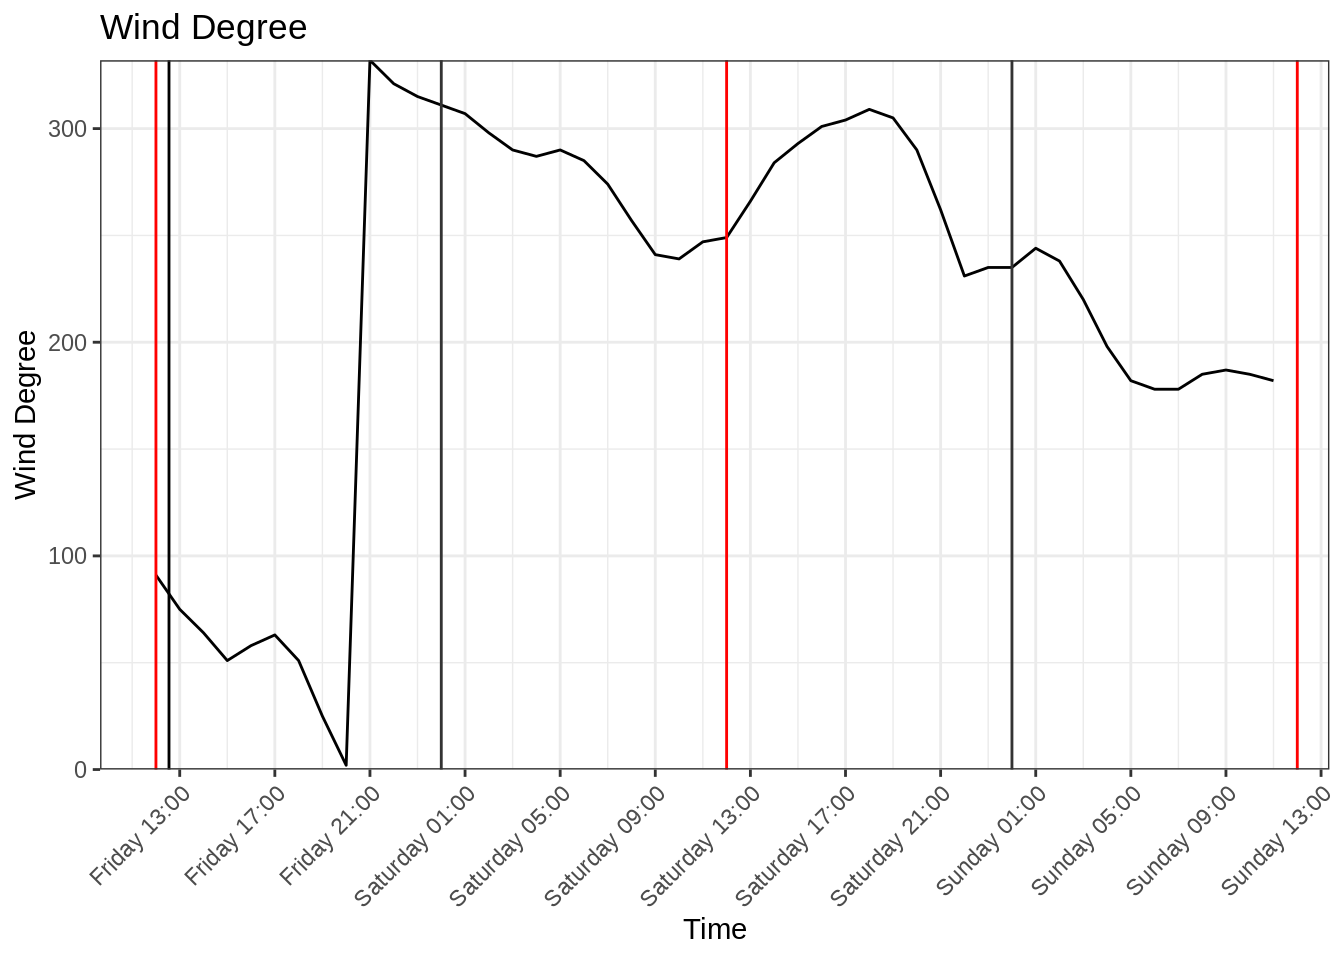 Wind Degree
Wind Degree
300
200
100
0
Friday 13:00
Friday 17:00
Friday 21:00
Saturday 01:00
Saturday 05:00
Saturday 09:00
Saturday 13:00
Saturday 17:00
Saturday 21:00
Sunday 01:00
Sunday 05:00
Sunday 09:00
Sunday 13:00
Time